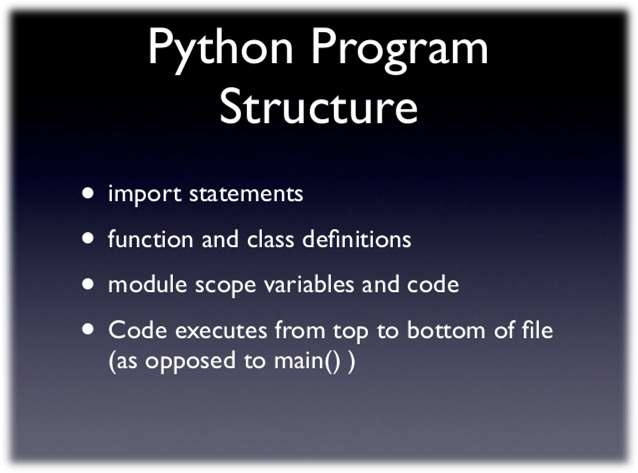 Python Program
Structure
• import statements
• function and class definitions
• module scope variables and code
• Code executes from top to bottom of file
(as opposed to main() )